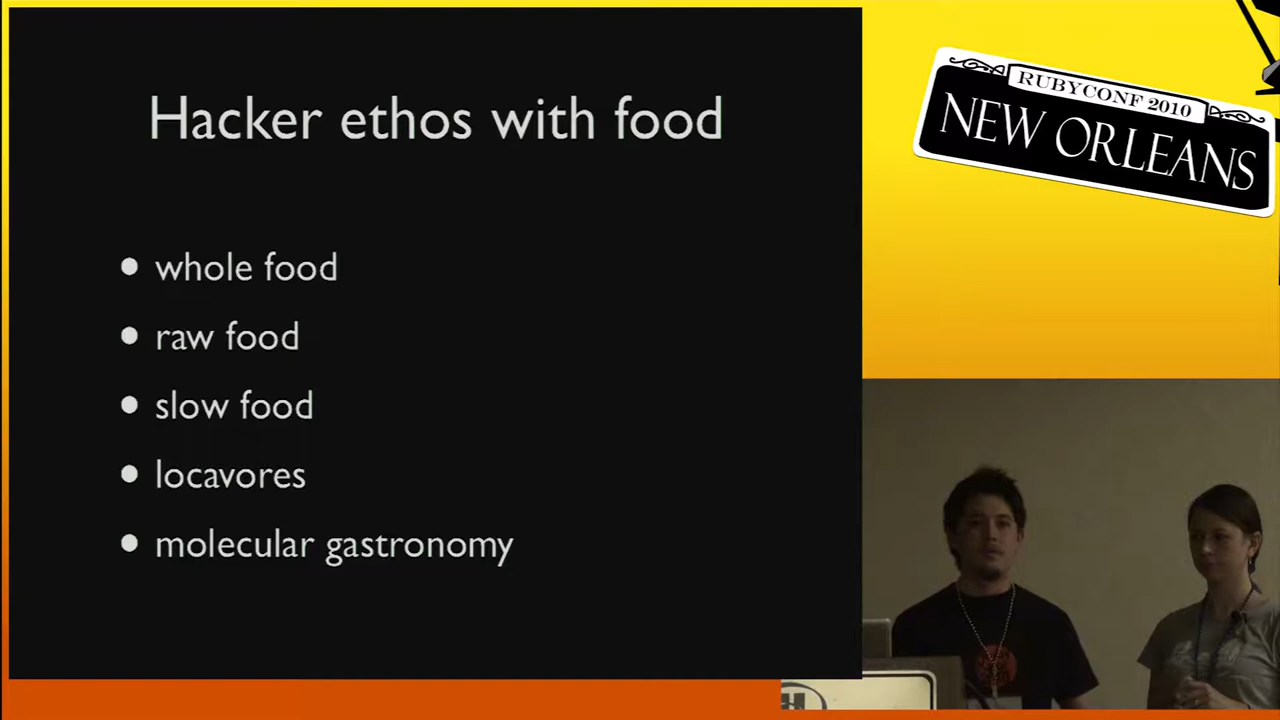 Hacker ethos with food
whole food
raw food
slow food
locavores
molecular gastronomy
RUBYCONF 2010
NEW ORLEANS